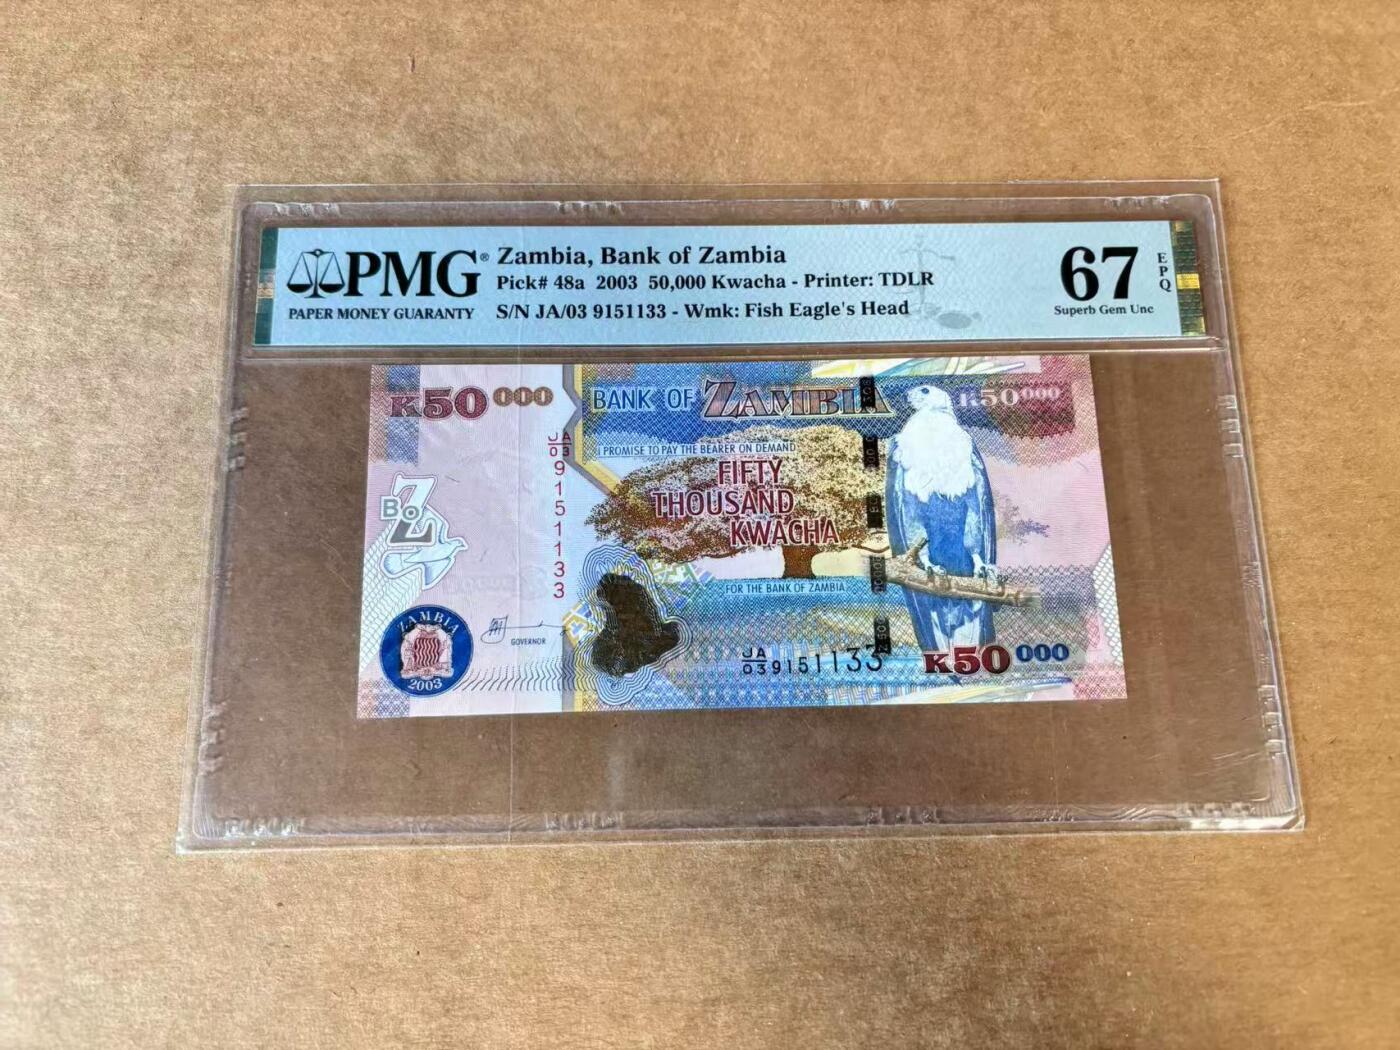 PMG®
PAPER MONEY GUARANTY
Zambia, Bank of Zambia
Pick# 48a 2003 50,000 Kwacha - Printer: TDLR
S/N JA/03 9151133 - Wmk: Fish Eagle's Head
67
EPQ
Superb Gem Unc
K50 000
BANK OF ZAMBIA
K50 000
JA/03 9151133
I PROMISE TO PAY THE BEARER ON DEMAND
FIFTY
THOUSAND
KWACHA
BoZ
FOR THE BANK OF ZAMBIA
ZAMBIA
2003
GOVERNOR
JA/03 9151133
K50 000